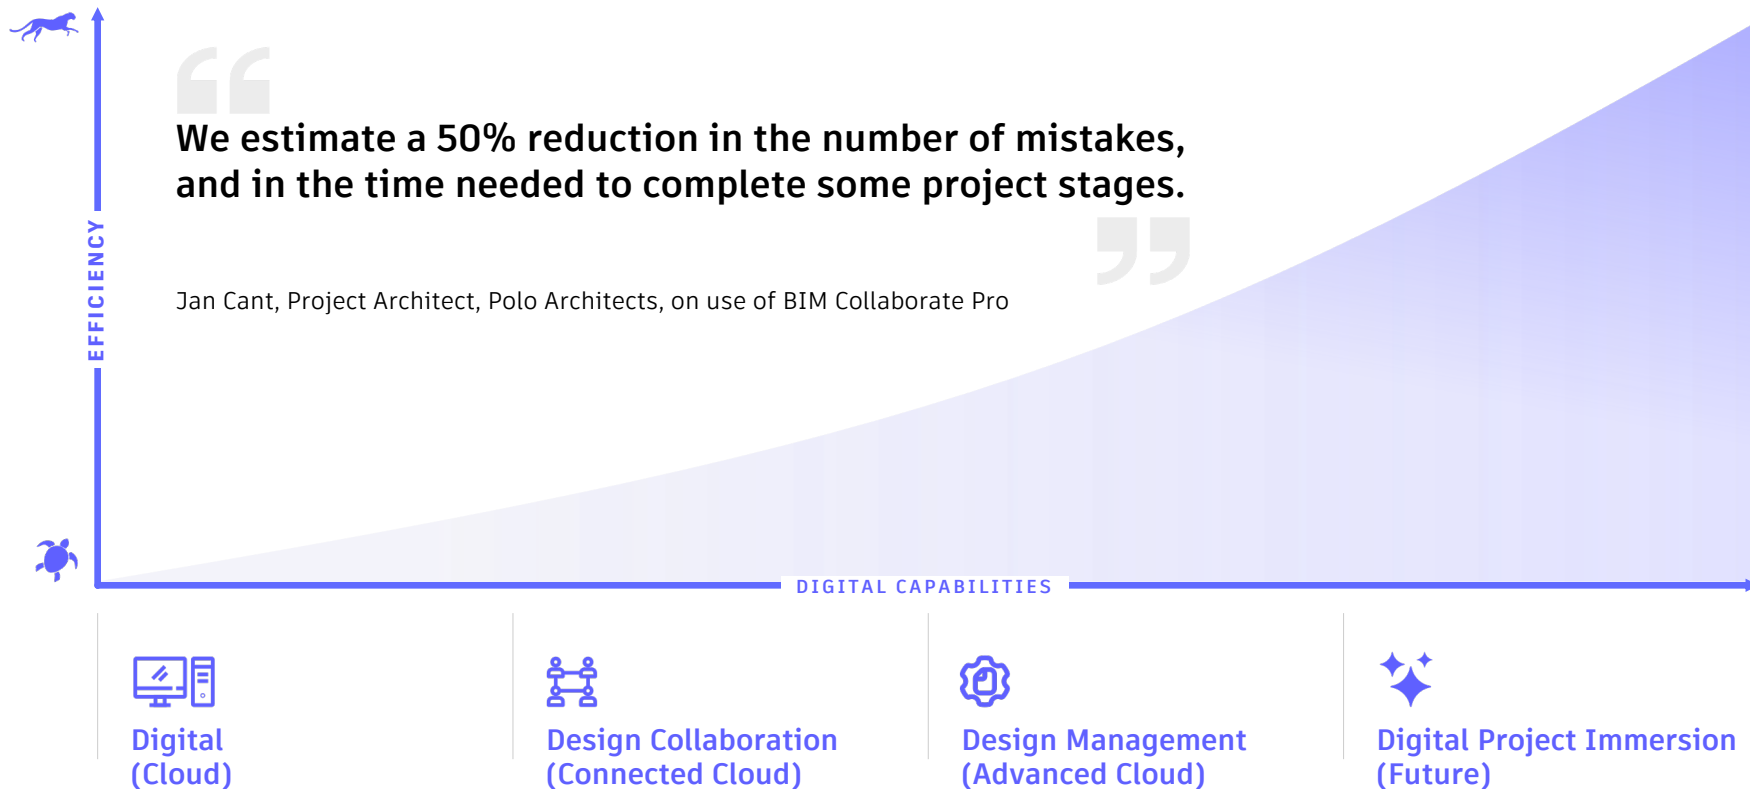 “
We estimate a 50% reduction in the number of mistakes,
and in the time needed to complete some project stages.
”
Jan Cant, Project Architect, Polo Architects, on use of BIM Collaborate Pro
EFFICIENCY
DIGITAL CAPABILITIES
Digital
(Cloud)
Design Collaboration
(Connected Cloud)
Design Management
(Advanced Cloud)
Digital Project Immersion
(Future)